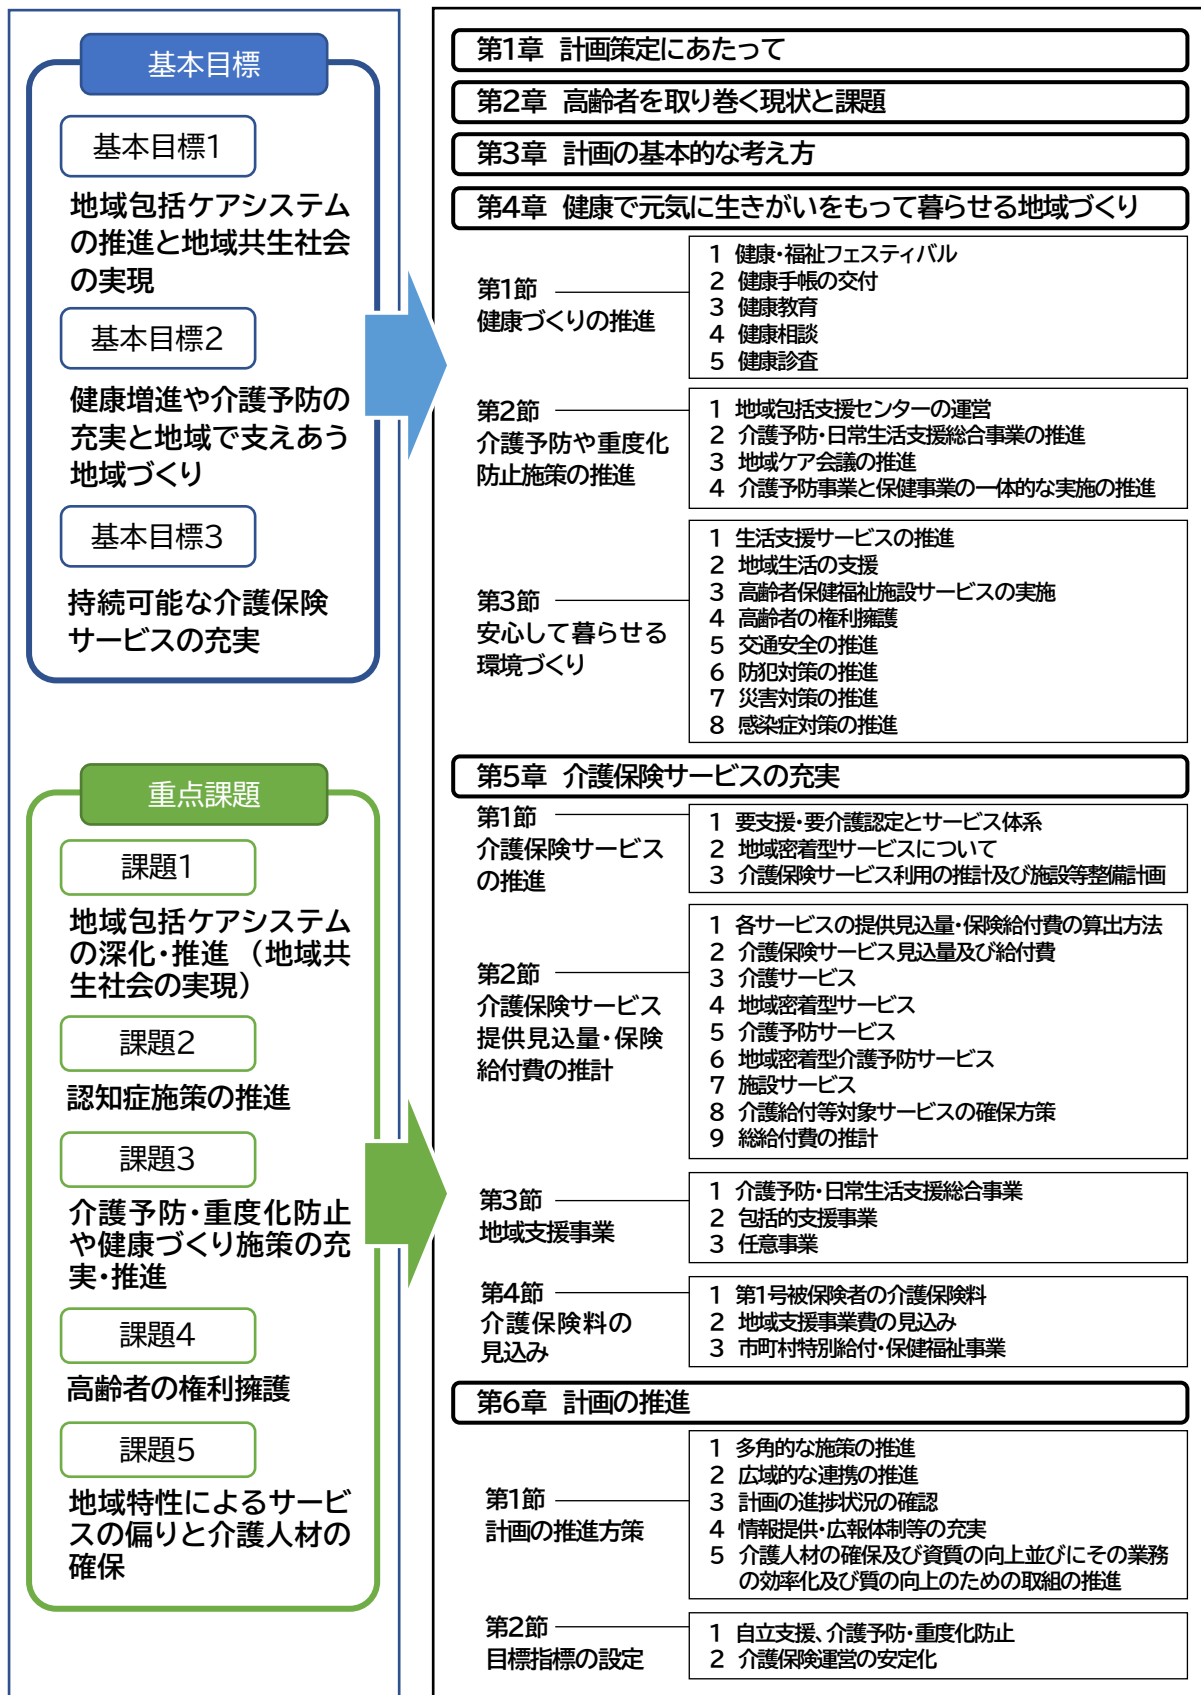 基本目標
基本目標1
地域包括ケアシステム
の推進と地域共生社会
の実現
基本目標2
健康増進や介護予防の
充実と地域で支えあう
地域づくり
基本目標3
持続可能な介護保険
サービスの充実
重点課題
課題1
地域包括ケアシステム
の深化・推進（地域共
生社会の実現）
課題2
認知症施策の推進
課題3
介護予防・重度化防止
や健康づくり施策の充
実・推進
課題4
高齢者の権利擁護
課題5
地域特性によるサービ
スの偏りと介護人材の
確保
第1章 計画策定にあたって
第2章 高齢者を取り巻く現状と課題
第3章 計画の基本的な考え方
第4章 健康で元気に生きがいをもって暮らせる地域づくり
第1節
健康づくりの推進
1 健康・福祉フェスティバル
2 健康手帳の交付
3 健康教育
4 健康相談
5 健康診査
第2節
介護予防や重度化
防止施策の推進
1 地域包括支援センターの運営
2 介護予防・日常生活支援総合事業の推進
3 地域ケア会議の推進
4 介護予防事業と保健事業の一体的な実施の推進
第3節
安心して暮らせる
環境づくり
1 生活支援サービスの推進
2 地域生活の支援
3 高齢者保健福祉施設サービスの実施
4 高齢者の権利擁護
5 交通安全の推進
6 防犯対策の推進
7 災害対策の推進
8 感染症対策の推進
第5章 介護保険サービスの充実
第1節
介護保険サービス
の推進
1 要支援・要介護認定とサービス体系
2 地域密着型サービスについて
3 介護保険サービス利用の推計及び施設等整備計画
第2節
介護保険サービス
提供見込量・保険
給付費の推計
1 各サービスの提供見込量・保険給付費の算出方法
2 介護保険サービス見込量及び給付費
3 介護サービス
4 地域密着型サービス
5 介護予防サービス
6 地域密着型介護予防サービス
7 施設サービス
8 介護給付等対象サービスの確保方策
9 総給付費の推計
第3節
地域支援事業
1 介護予防・日常生活支援総合事業
2 包括的支援事業
3 任意事業
第4節
介護保険料の
見込み
1 第1号被保険者の介護保険料
2 地域支援事業費の見込み
3 市町村特別給付・保健福祉事業
第6章 計画の推進
第1節
計画の推進方策
1 多角的な施策の推進
2 広域的な連携の推進
3 計画の進捗状況の確認
4 情報提供・広報体制等の充実
5 介護人材の確保及び資質の向上並びにその業務
の効率化及び質の向上のための取組の推進
第2節
目標指標の設定
1 自立支援、介護予防・重度化防止
2 介護保険運営の安定化